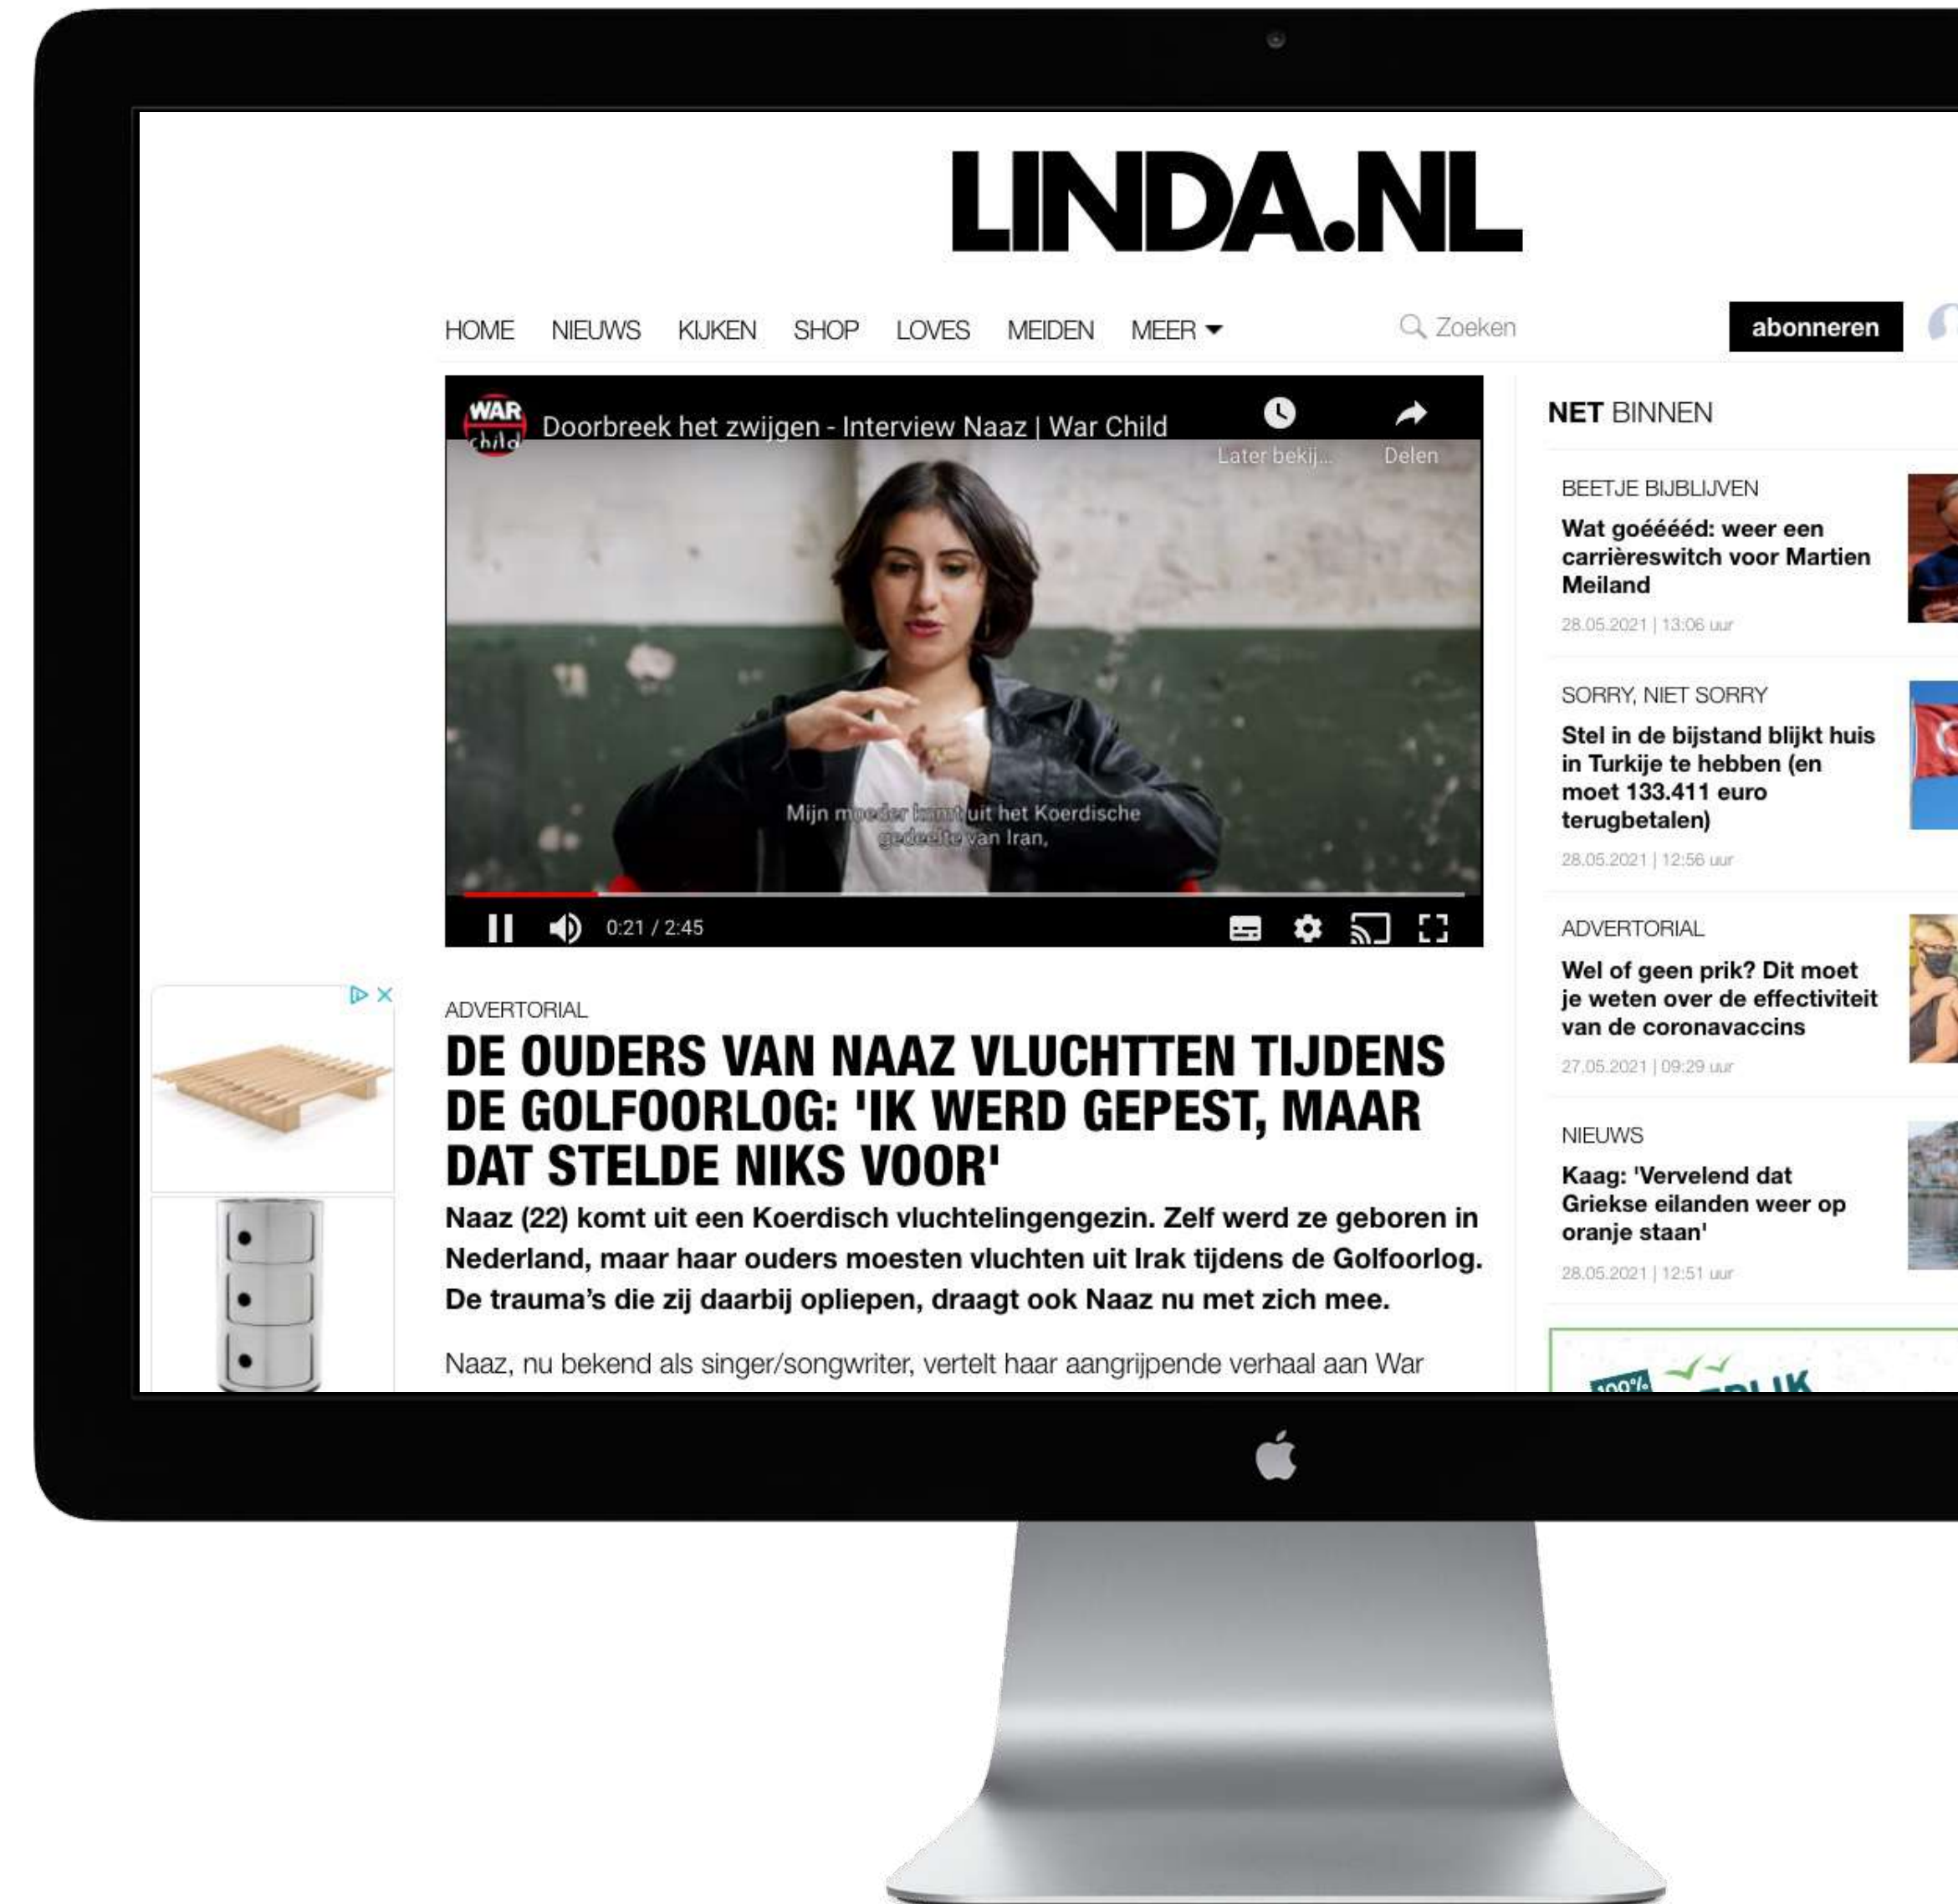 LINDA.NL
HOME NIEUWS KIJKEN SHOP LOVES MEIDEN MEER
Zoeken
abonneren
WAR
child
Doorbreek het zwijgen - Interview Naaz | War Child
Later bekij...
Delen
Mijn moeder komt uit het Koerdische
gedeelte van Iran,
0:21 / 2:45
ADVERTORIAL
DE OUDERS VAN NAAZ VLUCHTTEN TIJDENS
DE GOLFOORLOG: 'IK WERD GEPEST, MAAR
DAT STELDE NIKS VOOR'
Naaz (22) komt uit een Koerdisch vluchtelingengezin. Zelf werd ze geboren in
Nederland, maar haar ouders moesten vluchten uit Irak tijdens de Golfoorlog.
De trauma's die zij daarbij opliepen, draagt ook Naaz nu met zich mee.
Naaz, nu bekend als singer/songwriter, vertelt haar aangrijpende verhaal aan War
NET BINNEN
BEETJE BIJBLIJVEN
Wat goééééd: weer een
carrièreswitch voor Martien
Meiland
28.05.2021 | 13:06 uur
SORRY, NIET SORRY
Stel in de bijstand blijkt huis
in Turkije te hebben (en
moet 133.411 euro
terugbetalen)
28.05.2021 | 12:56 uur
ADVERTORIAL
Wel of geen prik? Dit moet
je weten over de effectiviteit
van de coronavaccins
27.05.2021 | 09:29 uur
NIEUWS
Kaag: 'Vervelend dat
Griekse eilanden weer op
oranje staan'
28.05.2021 | 12:51 uur
100%